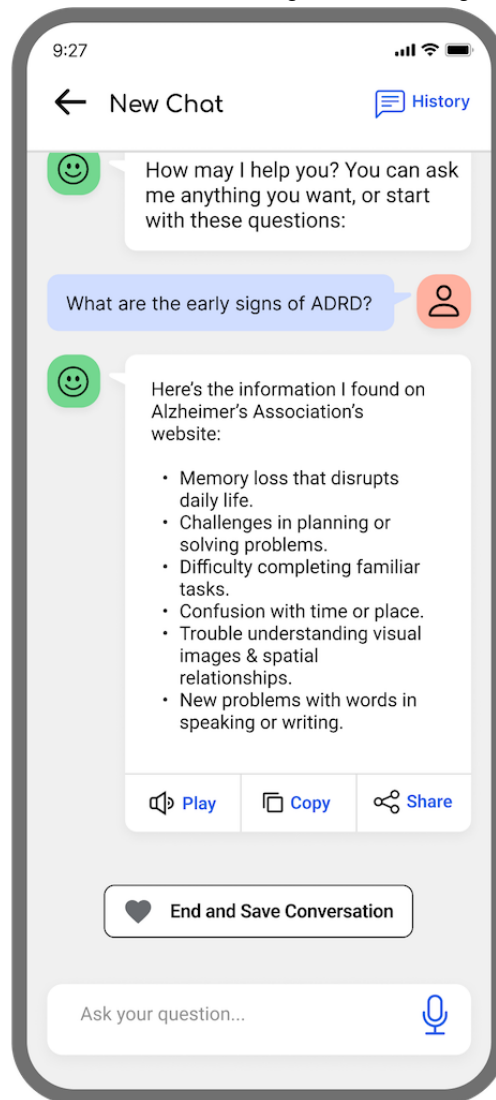 9:27
New Chat
History
How may I help you? You can ask
me anything you want, or start
with these questions:
What are the early signs of ADRD?
Here's the information I found on
Alzheimer's Association's
website:
• Memory loss that disrupts
daily life.
• Challenges in planning or
solving problems.
• Difficulty completing familiar
tasks.
• Confusion with time or place.
• Trouble understanding visual
images & spatial
relationships.
• New problems with words in
speaking or writing.
Play
Copy
Share
End and Save Conversation
Ask your question...